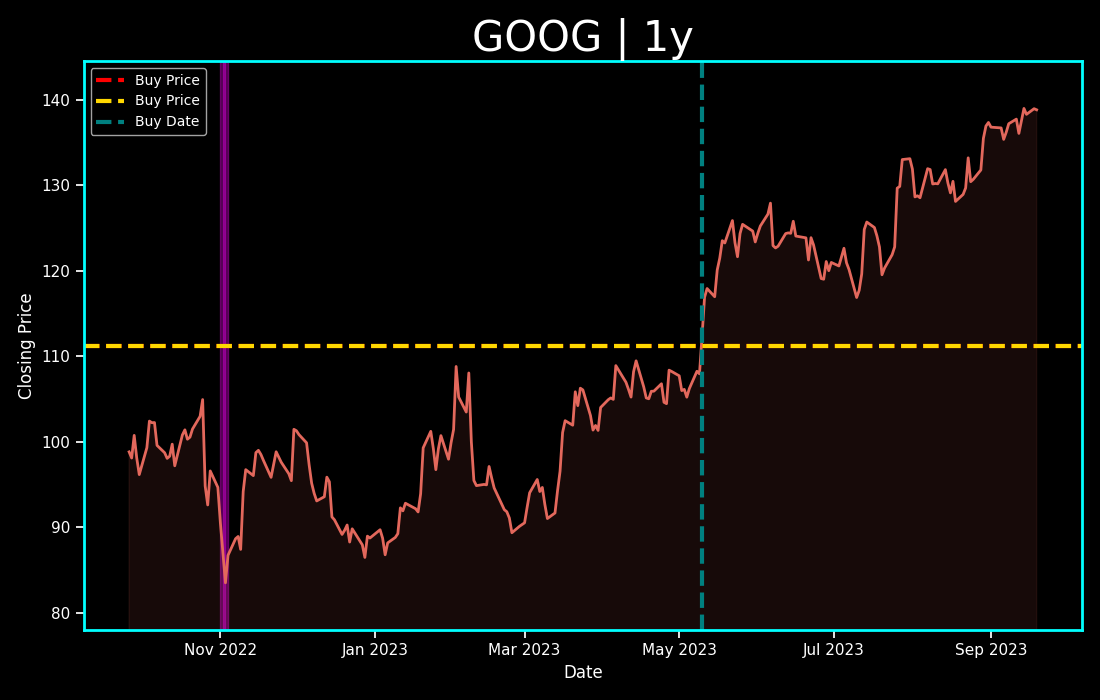 GOOG | 1y
Buy Price
Buy Price
Buy Date
140
130
120
110
100
90
80
Closing Price
Nov 2022
Jan 2023
Mar 2023
May 2023
Jul 2023
Sep 2023
Date